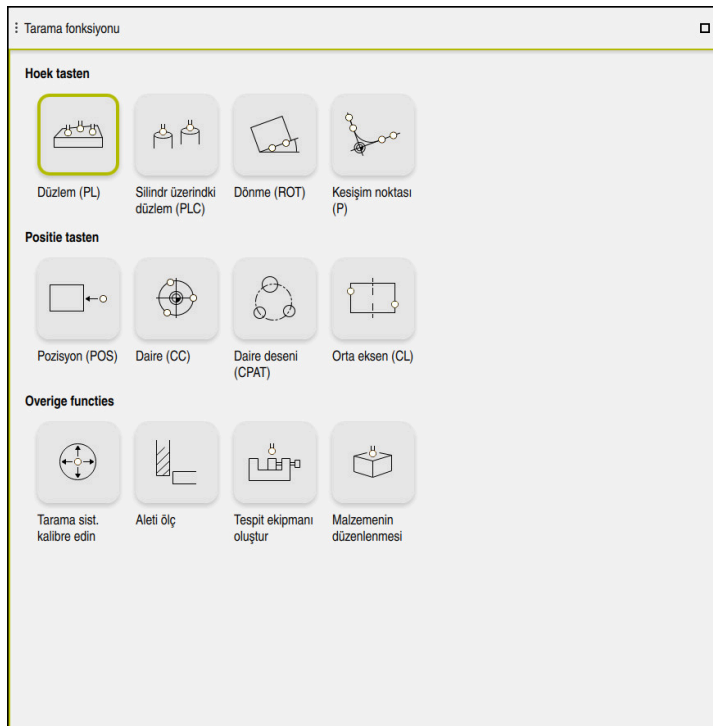 Tarama fonksiyonu
Hoek tasten
Düzlem (PL)
Silindr üzerindki
düzlem (PLC)
Dönme (ROT)
Kesişim noktası
(P)
Positie tasten
Pozisyon (POS)
Daire (CC)
Daire deseni
(CPAT)
Orta eksen (CL)
Overige functies
Tarama sist.
kalibre edin
Aleti ölç
Tespit ekipmanı
oluştur
Malzemenin
düzenlenmesi